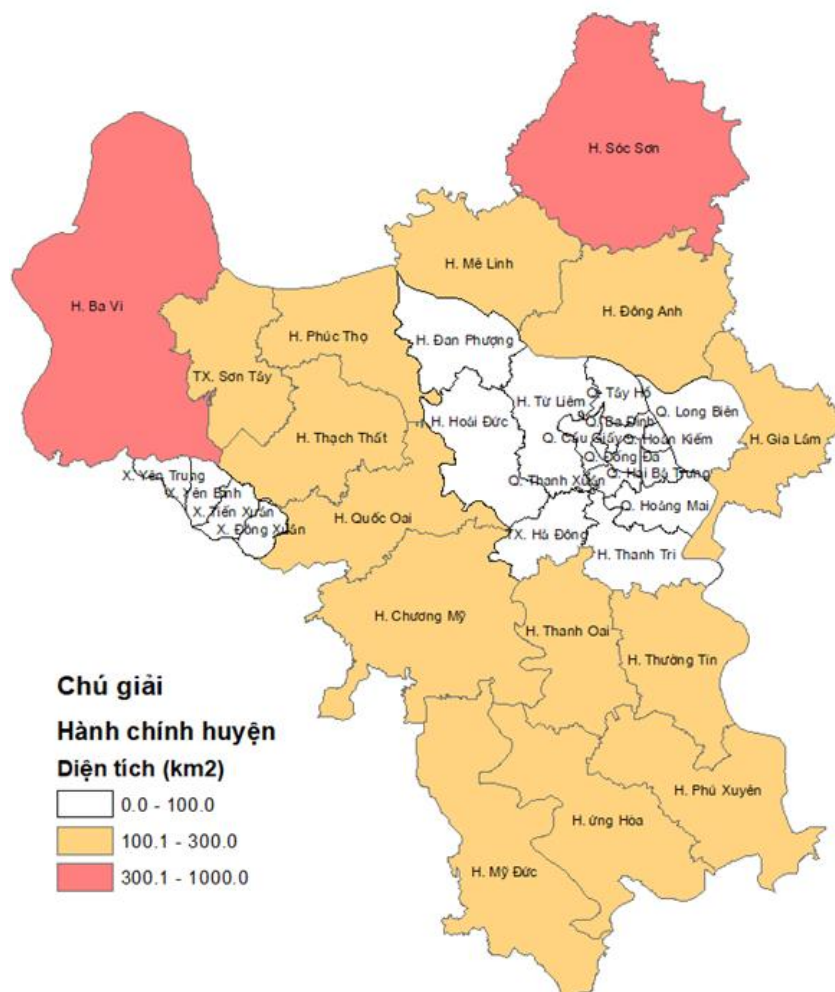 H. Sóc Sơn
H. Mê Linh
H. Ba Vì
H. Đông Anh
H. Phúc Thọ
H. Đan Phượng
TX. Sơn Tây
Q. Tây Hồ
H. Từ Liêm
Q. Long Biên
H. Hoài Đức
Q. Ba Đình
H. Thạch Thất
Q. Cầu Giấy
Q. Hoàn Kiếm
H. Gia Lâm
Q. Đống Đa
X. Yên Trung
Q. Hai Bà Trưng
Q. Thanh Xuân
X. Yên Bình
X. Tiến Xuân
Q. Hoàng Mai
H. Quốc Oai
X. Đông Xuân
TX. Hà Đông
H. Thanh Trì
H. Chương Mỹ
H. Thanh Oai
H. Thường Tín
Chú giải
Hành chính huyện
Diện tích (km2)
0.0 - 100.0
100.1 - 300.0
300.1 - 1000.0
H. Phú Xuyên
H. ứng Hòa
H. Mỹ Đức